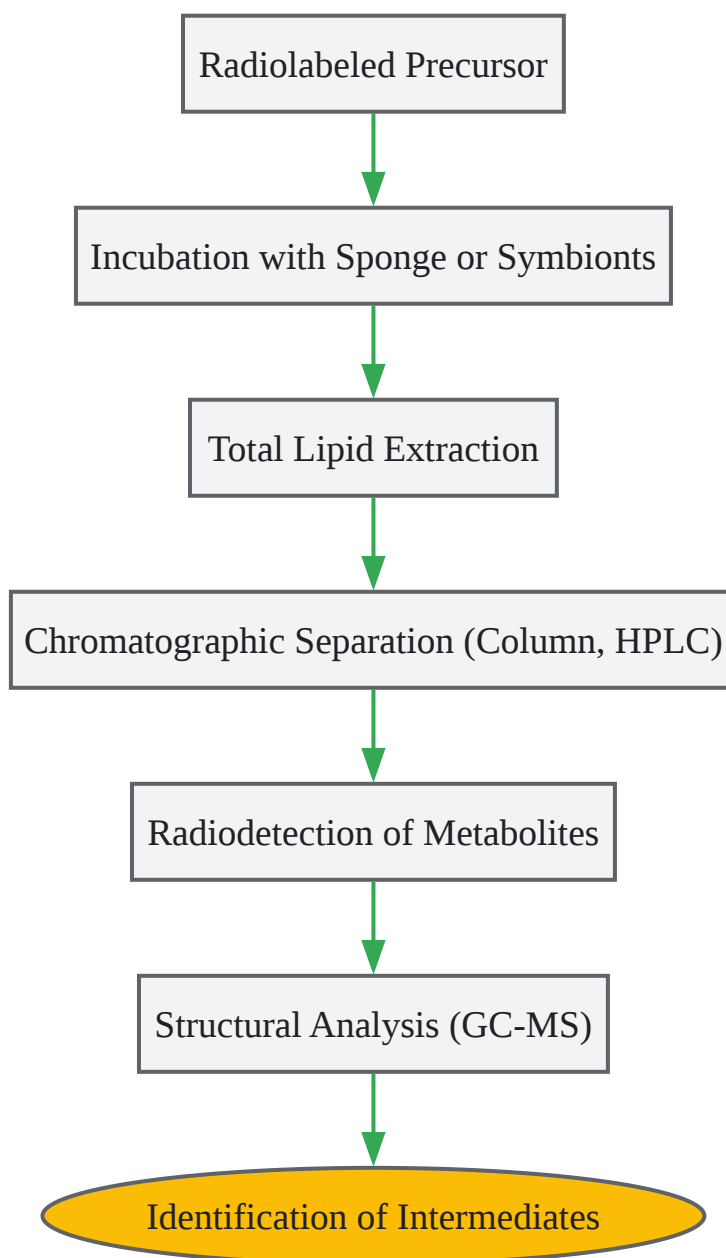 Radiolabeled Precursor
Incubation with Sponge or Symbionts
Total Lipid Extraction
Chromatographic Separation (Column, HPLC)
Radiodetection of Metabolites
Structural Analysis (GC-MS)
Identification of Intermediates